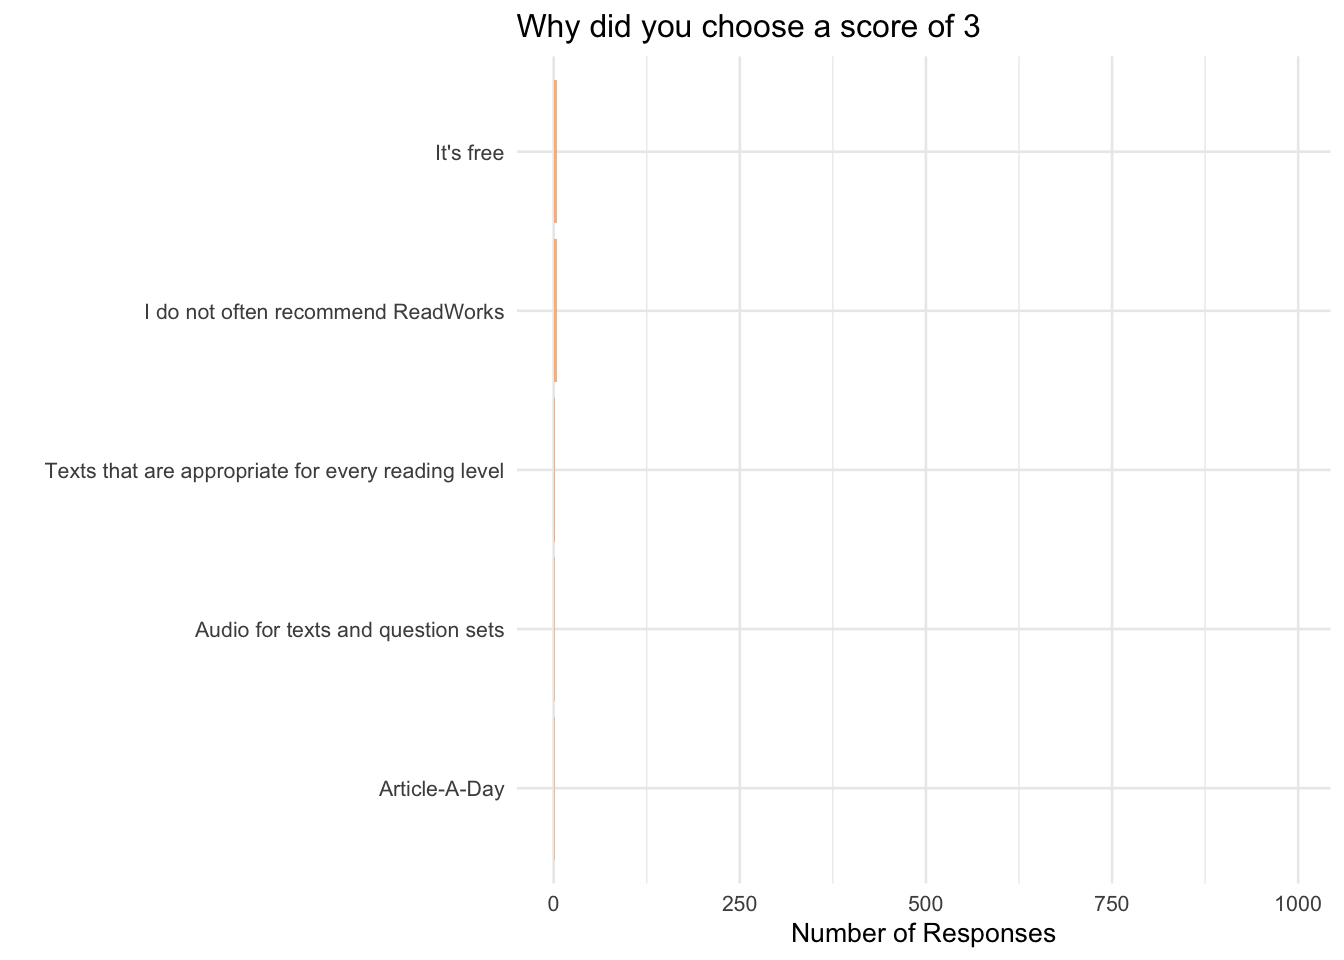 Why did you choose a score of 3
It's free
I do not often recommend ReadWorks
Texts that are appropriate for every reading level
Audio for texts and question sets
Article-A-Day
0 250 500 750 1000
Number of Responses